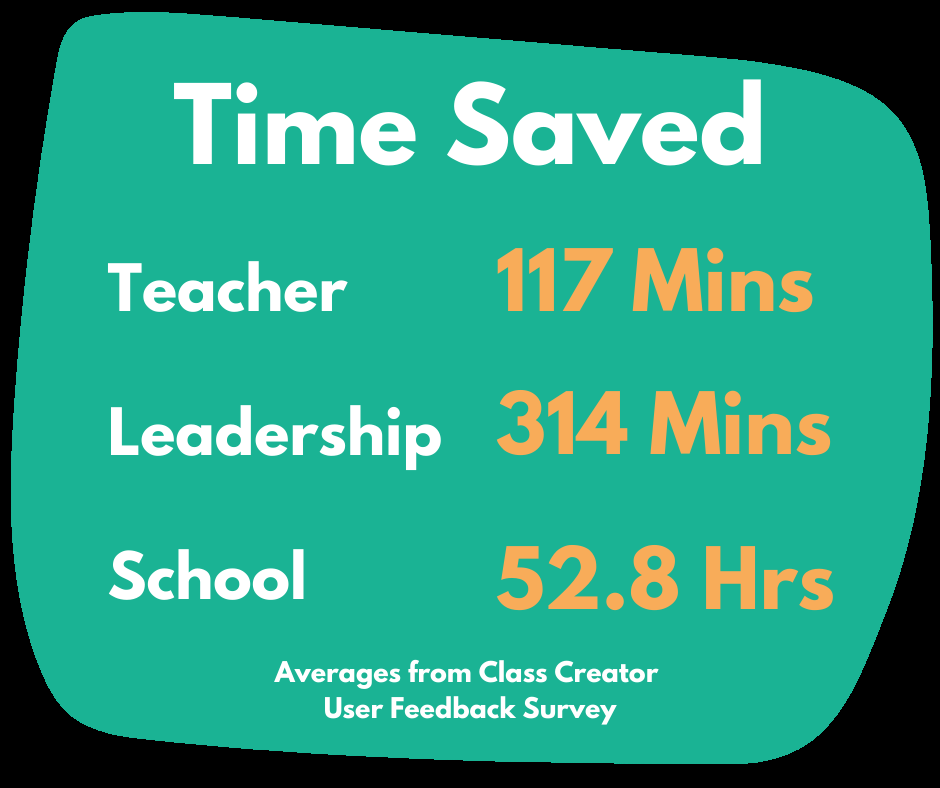 Time Saved
Teacher 117 Mins
Leadership 314 Mins
School 52.8 Hrs
Averages from Class Creator
User Feedback Survey